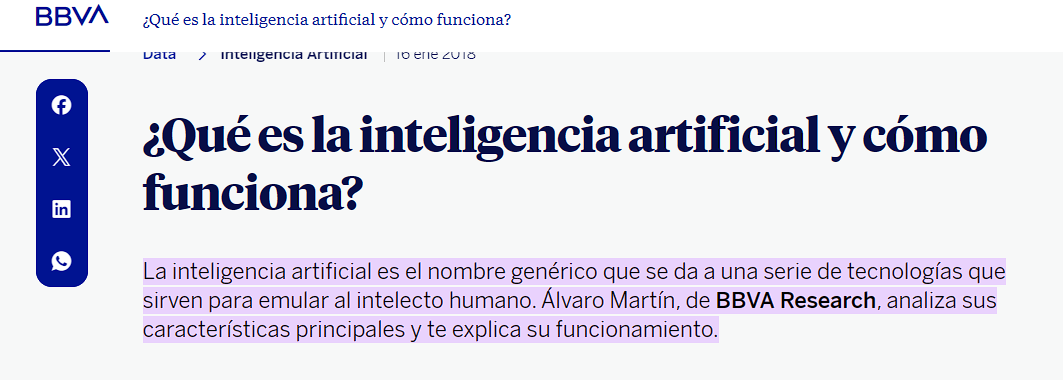 BBVA
¿Qué es la inteligencia artificial y cómo funciona?
Data > Inteligencia Artificial | 16 ene 2018
¿Qué es la inteligencia artificial y cómo
funciona?
La inteligencia artificial es el nombre genérico que se da a una serie de tecnologías que
sirven para emular al intelecto humano. Álvaro Martín, de BBVA Research, analiza sus
características principales y te explica su funcionamiento.